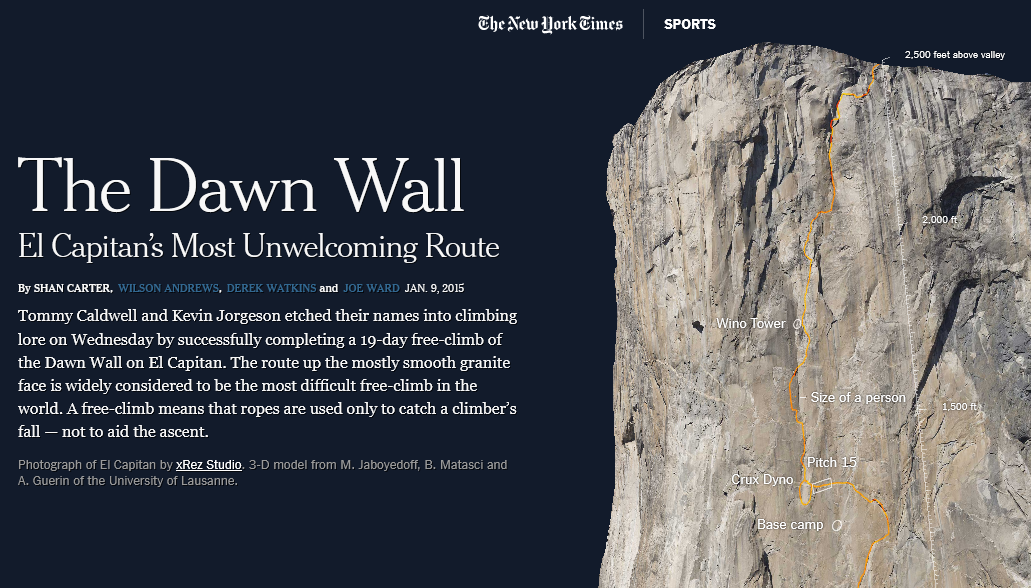 The New York Times
SPORTS
2,500 feet above valley
The Dawn Wall
El Capitan's Most Unwelcoming Route
By SHAN CARTER, WILSON ANDREWS, DEREK WATKINS and JOE WARD JAN. 9, 2015
Tommy Caldwell and Kevin Jorgeson etched their names into climbing
lore on Wednesday by successfully completing a 19-day free-climb of
the Dawn Wall on El Capitan. The route up the mostly smooth granite
face is widely considered to be the most difficult free-climb in the
world. A free-climb means that ropes are used only to catch a climber's
fall — not to aid the ascent.
Photograph of El Capitan by xRez Studio. 3-D model from M. Jaboyedoff, B. Matasci and
A. Guerin of the University of Lausanne.
2,000 ft
Wino Tower
Size of a person
1,500 ft
Pitch 15
Crux Dyno
Base camp